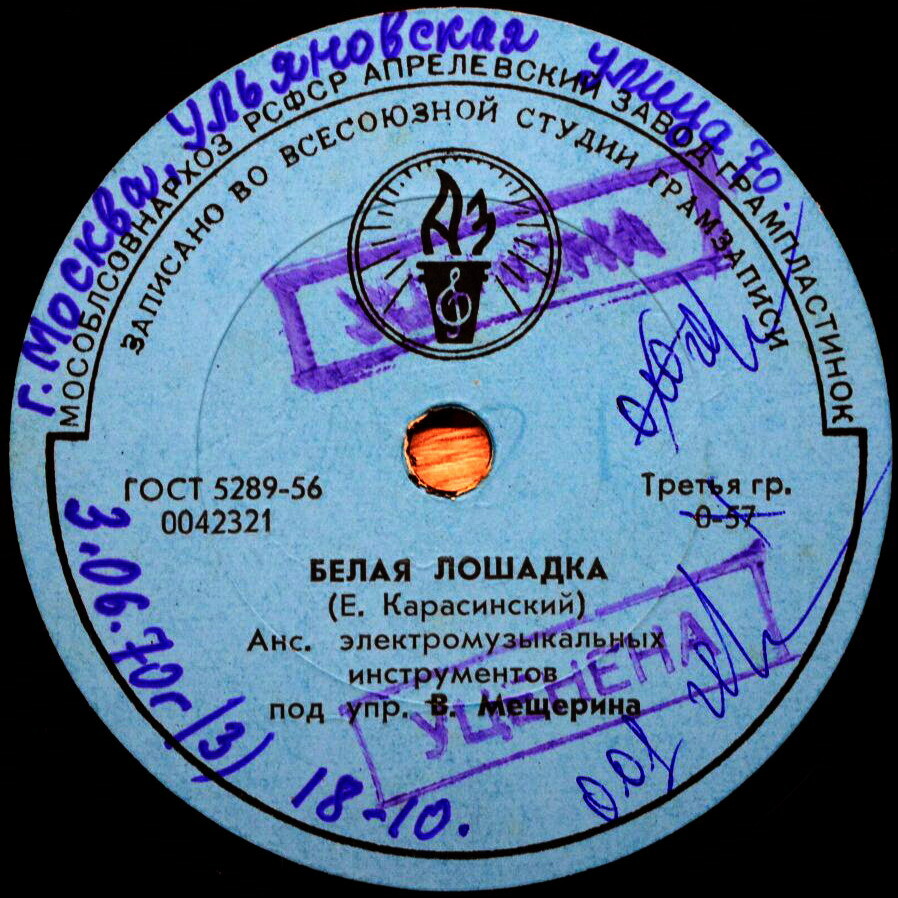 г. Москва, Ульяновская улица 70.
МОСОБЛСОВНАРХОЗ РСФСР АПРЕЛЕВСКИЙ ЗАВОД ГРАМПЛАСТИНОК
ЗАПИСАНО ВО ВСЕСОЮЗНОЙ СТУДИИ ГРАМЗАПИСИ
АЗ
УЦЕНЕНА
ГОСТ 5289-56
0042321
Третья гр.
0-57
БЕЛАЯ ЛОШАДКА
(Е. Карасинский)
Анс. электромузыкальных
инструментов
под упр. В. Мещерина
УЦЕНЕНА
3.06.70г. /3/ 18-10.